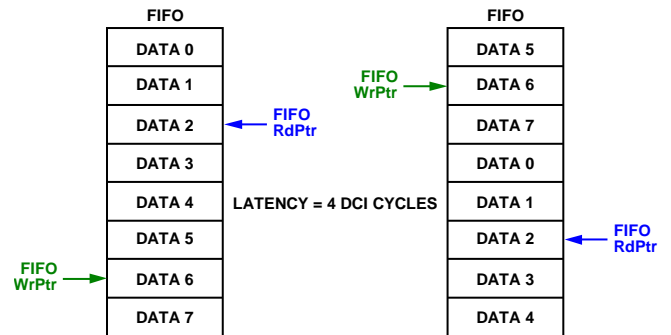 FIFO
DATA 0
DATA 1
DATA 2
DATA 3
DATA 4
DATA 5
DATA 6
DATA 7
FIFO
RdPtr
FIFO
WrPtr
LATENCY = 4 DCI CYCLES
FIFO
DATA 5
DATA 6
DATA 7
DATA 0
DATA 1
DATA 2
DATA 3
DATA 4
FIFO
WrPtr
FIFO
RdPtr